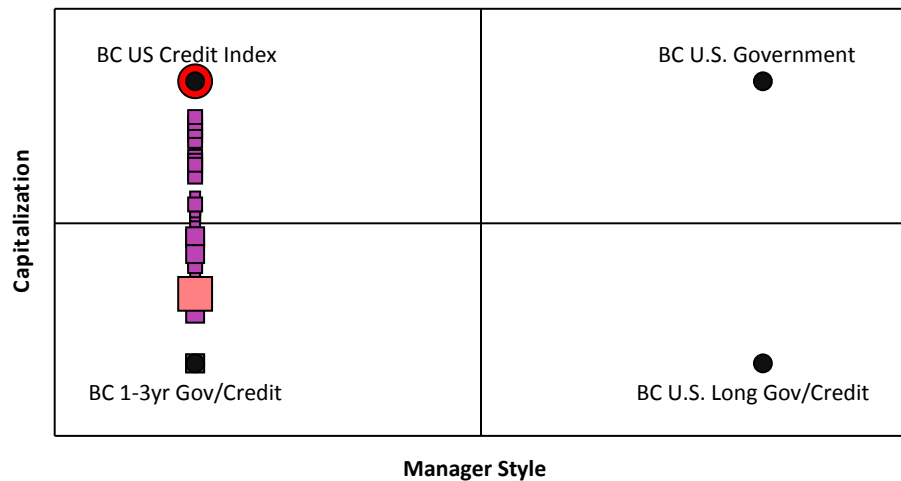 BC US Credit Index
BC U.S. Government
Capitalization
BC 1-3yr Gov/Credit
BC U.S. Long Gov/Credit
Manager Style